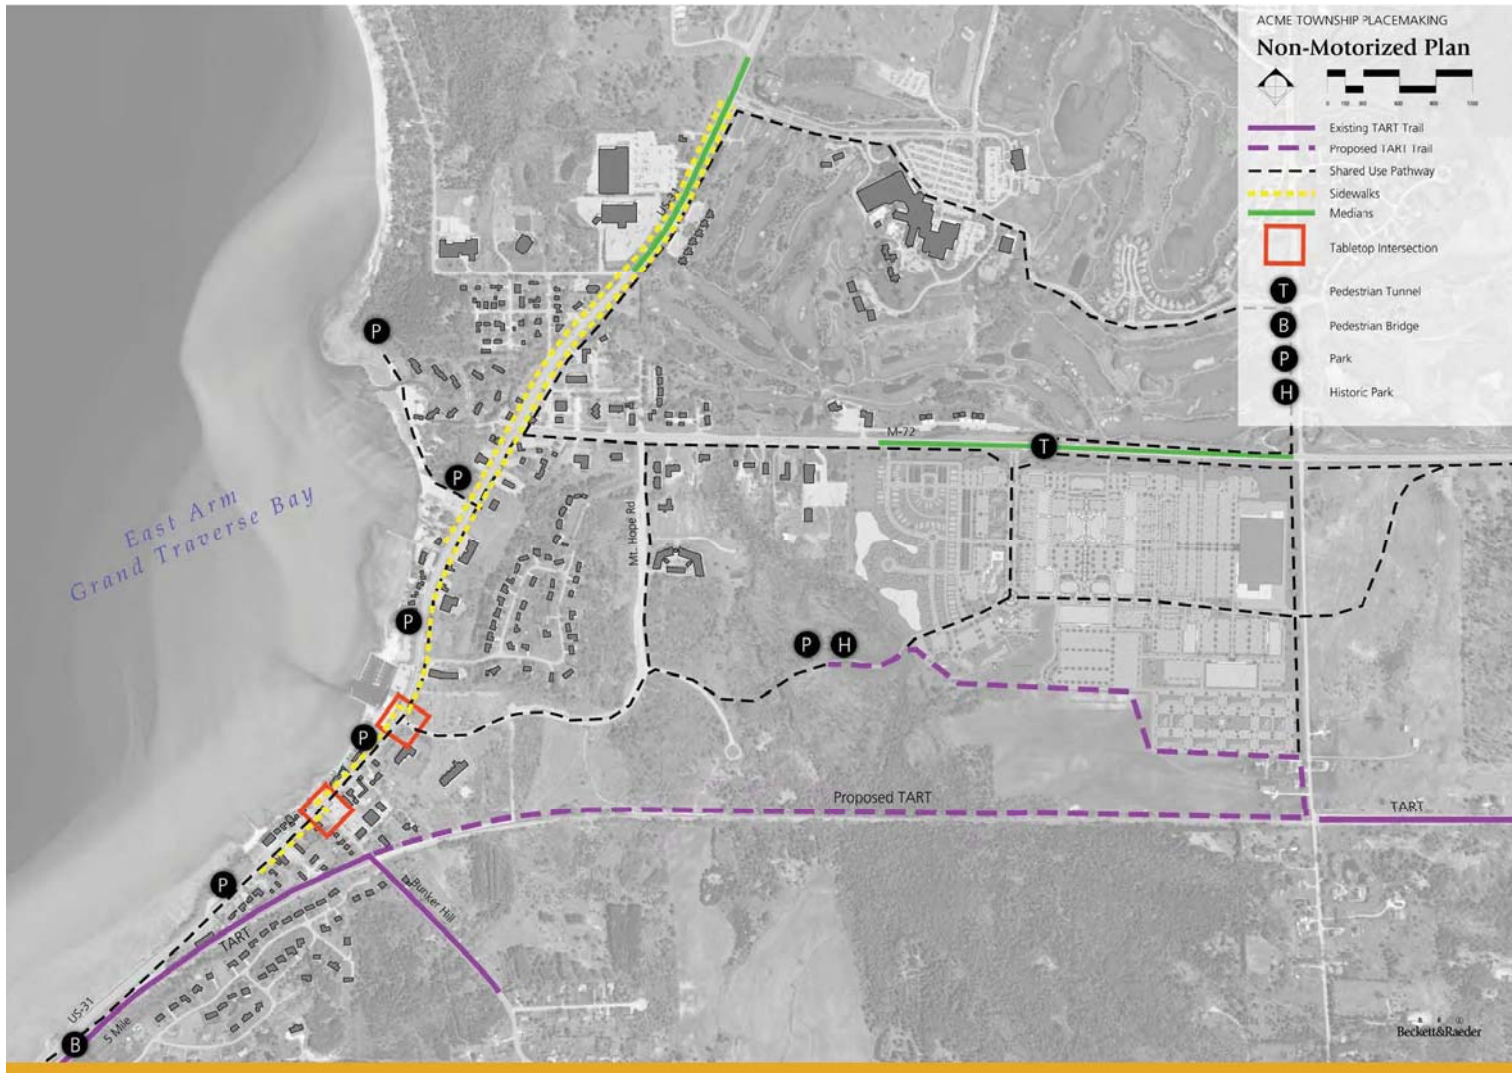 ACME TOWNSHIP PLACEMAKING
Non-Motorized Plan
Existing TART Trail
Proposed TART Trail
Shared Use Pathway
Sidewalks
Medians
Tabletop Intersection
T Pedestrian Tunnel
B Pedestrian Bridge
P Park
H Historic Park
P
M-72
T
P
East Arm
Grand Traverse Bay
Mt. Hope Rd
P
P H
P
Proposed TART
TART
P
Bunker Hill
TART
US-31
5 Mile
B
Beckett&Raeder